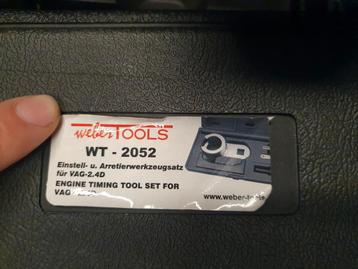 weberTOOLS
WT - 2052
Einstell- u. Arretierwerkzeugsatz
für VAG-2.4D
ENGINE TIMING TOOL SET FOR
VAG
www.weber-tools